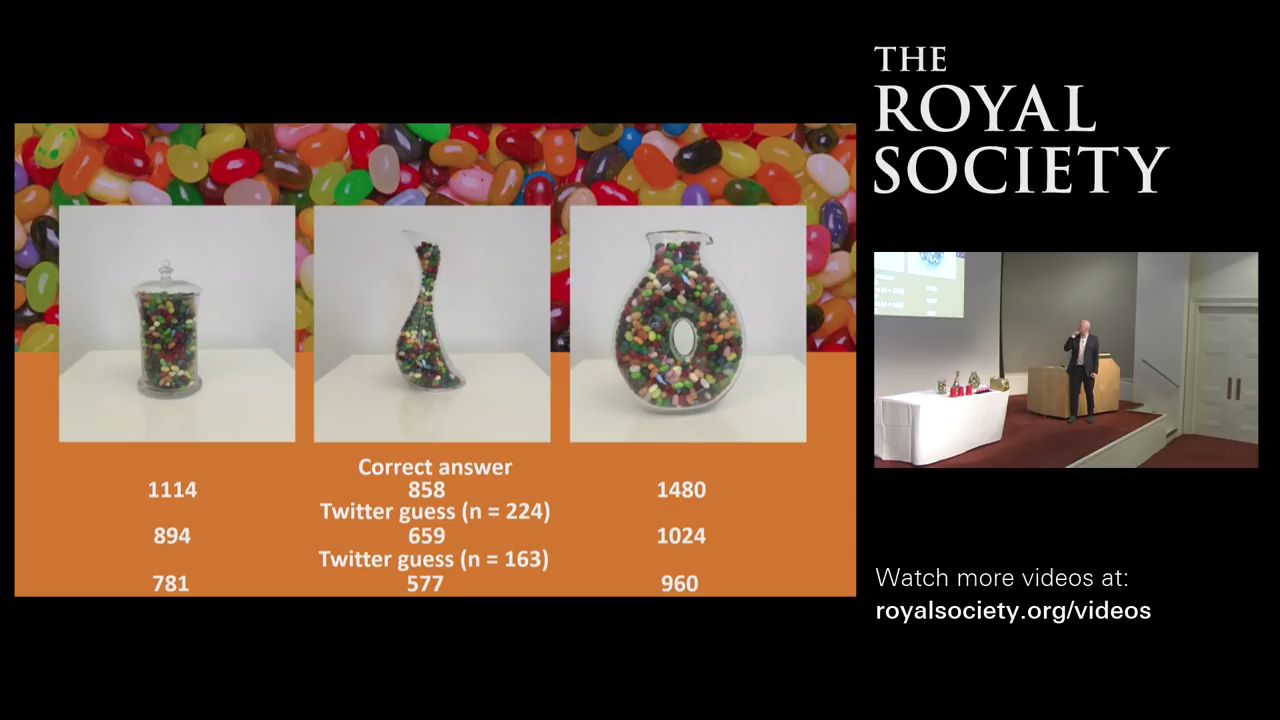 THE
ROYAL
SOCIETY
Correct answer
1114 858 1480
Twitter guess (n = 224)
894 659 1024
Twitter guess (n = 163)
781 577 960
Watch more videos at:
royalsociety.org/videos